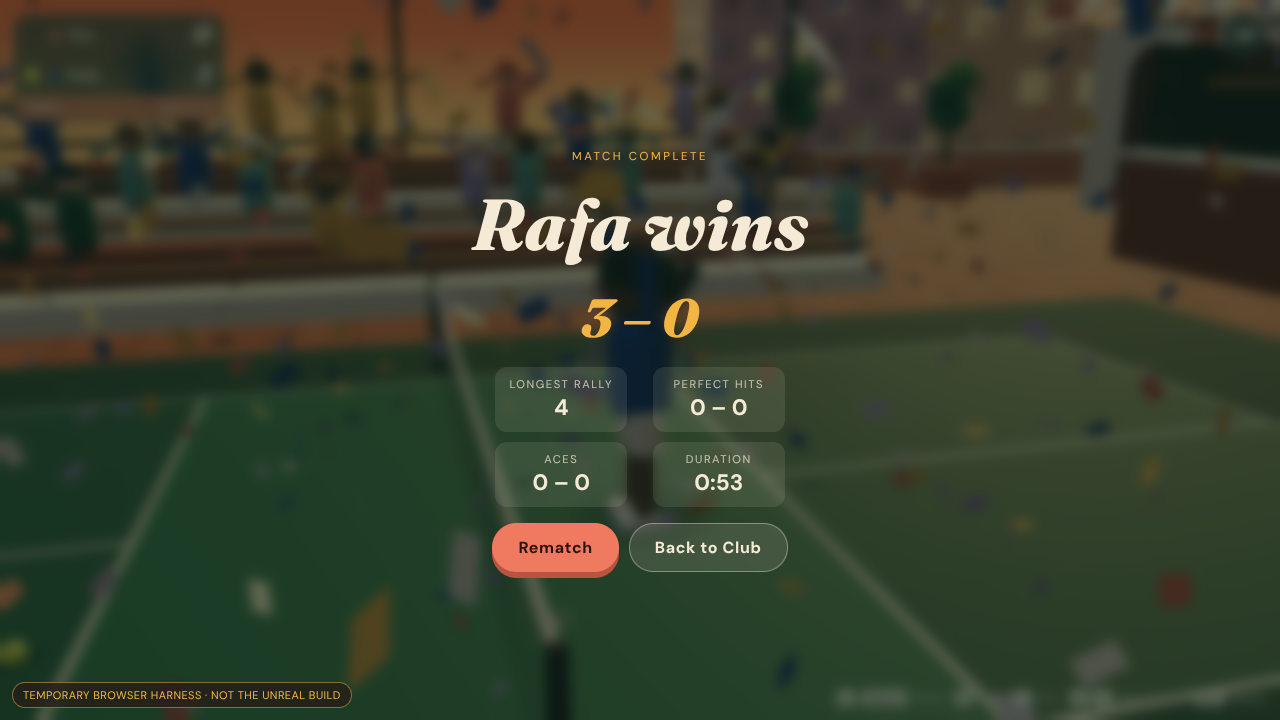 MATCH COMPLETE
Rafa wins
3 – 0
LONGEST RALLY
4
PERFECT HITS
0 – 0
ACES
0 – 0
DURATION
0:53
Rematch
Back to Club
TEMPORARY BROWSER HARNESS · NOT THE UNREAL BUILD